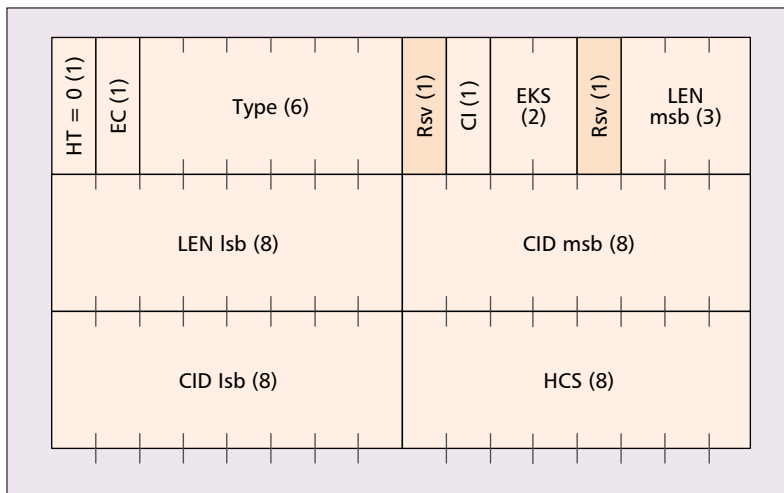 HT = 0 (1)
EC (1)
Type (6)
Rsv (1)
CI (1)
EKS
(2)
Rsv (1)
LEN
msb (3)
LEN lsb (8)
CID msb (8)
CID lsb (8)
HCS (8)